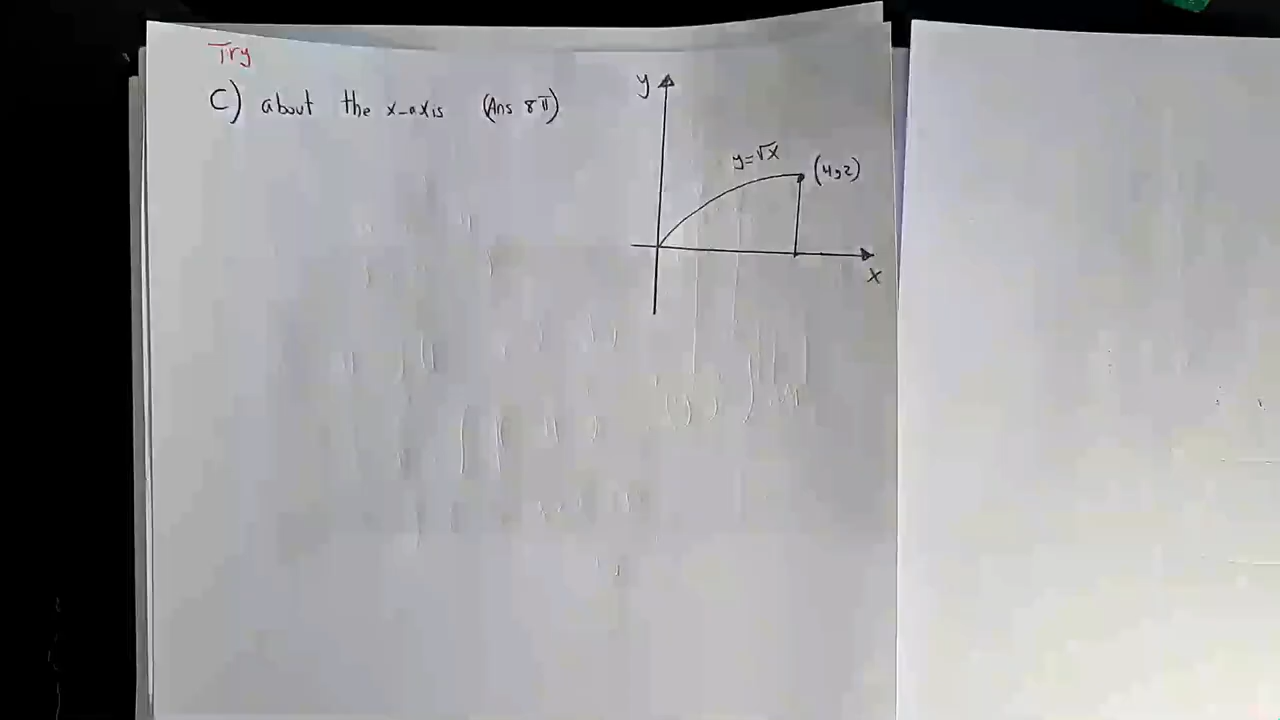 Try
C) about the x-axis (Ans 8π)
y
y=√x
(4,2)
x